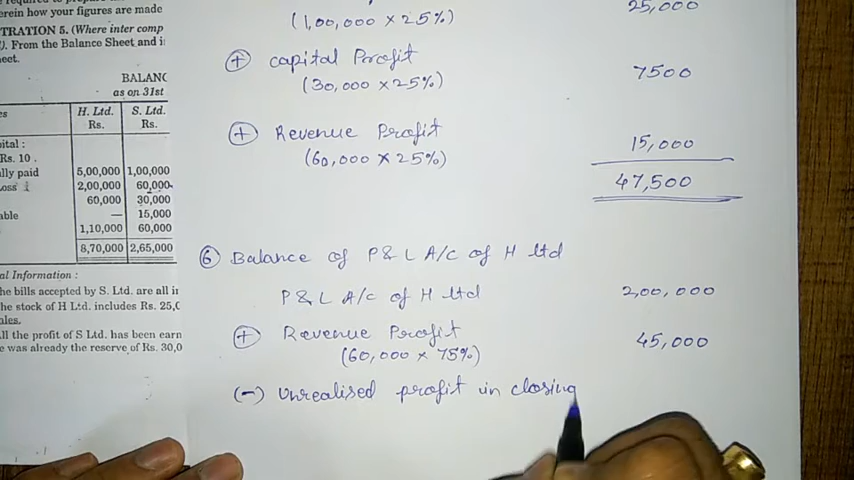 erein how your figures are made
TRATION 5. (Where inter comp
). From the Balance Sheet and i
eet.
BALANC
as on 31st
es H. Ltd. S. Ltd.
Rs. Rs.
pital :
Rs. 10 .
lly paid 5,00,000 1,00,000
Loss 2,00,000 60,000
60,000 30,000
able — 15,000
1,10,000 60,000
8,70,000 2,65,000
al Information :
he bills accepted by S. Ltd. are all i
he stock of H Ltd. includes Rs. 25,0
ales.
ll the profit of S Ltd. has been earn
e was already the reserve of Rs. 30,0
25,000
(1,00,000 × 25%)
(+) capital Profit 7500
(30,000 × 25%)
(+) Revenue Profit 15,000
(60,000 × 25%)
47,500
(6) Balance of P & L A/c of H ltd
P & L A/c of H ltd 2,00,000
(+) Revenue Profit 45,000
(60,000 × 75%)
(-) Unrealised profit in closing